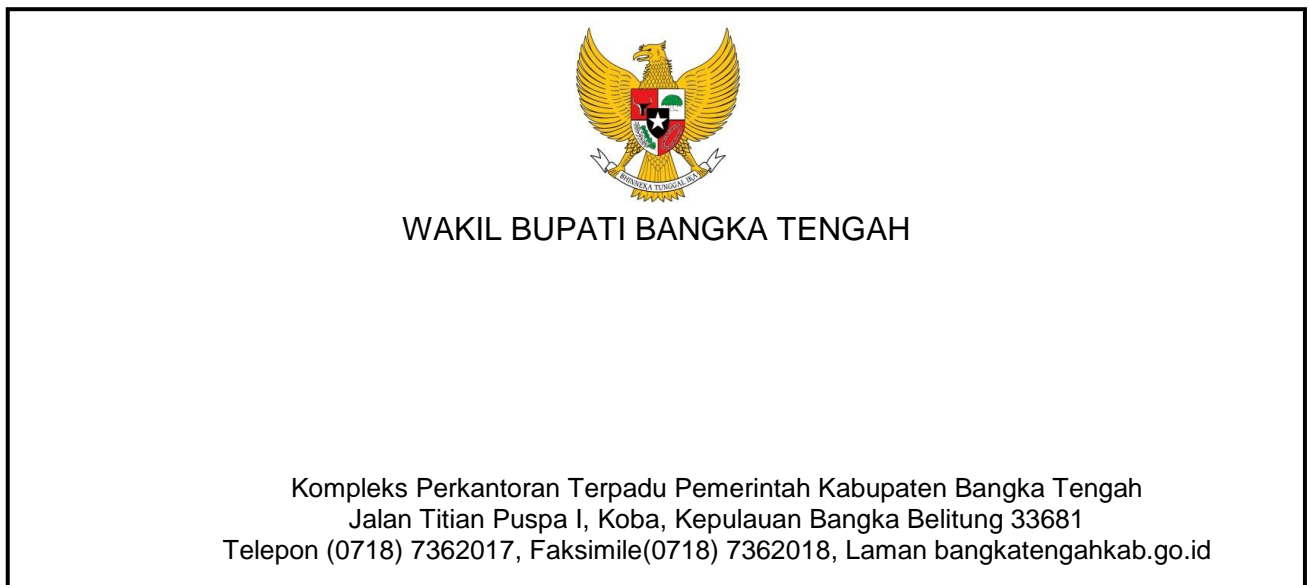 BHINNEKA TUNGGAL IKA
WAKIL BUPATI BANGKA TENGAH
Kompleks Perkantoran Terpadu Pemerintah Kabupaten Bangka Tengah
Jalan Titian Puspa I, Koba, Kepulauan Bangka Belitung 33681
Telepon (0718) 7362017, Faksimile(0718) 7362018, Laman bangkatengahkab.go.id